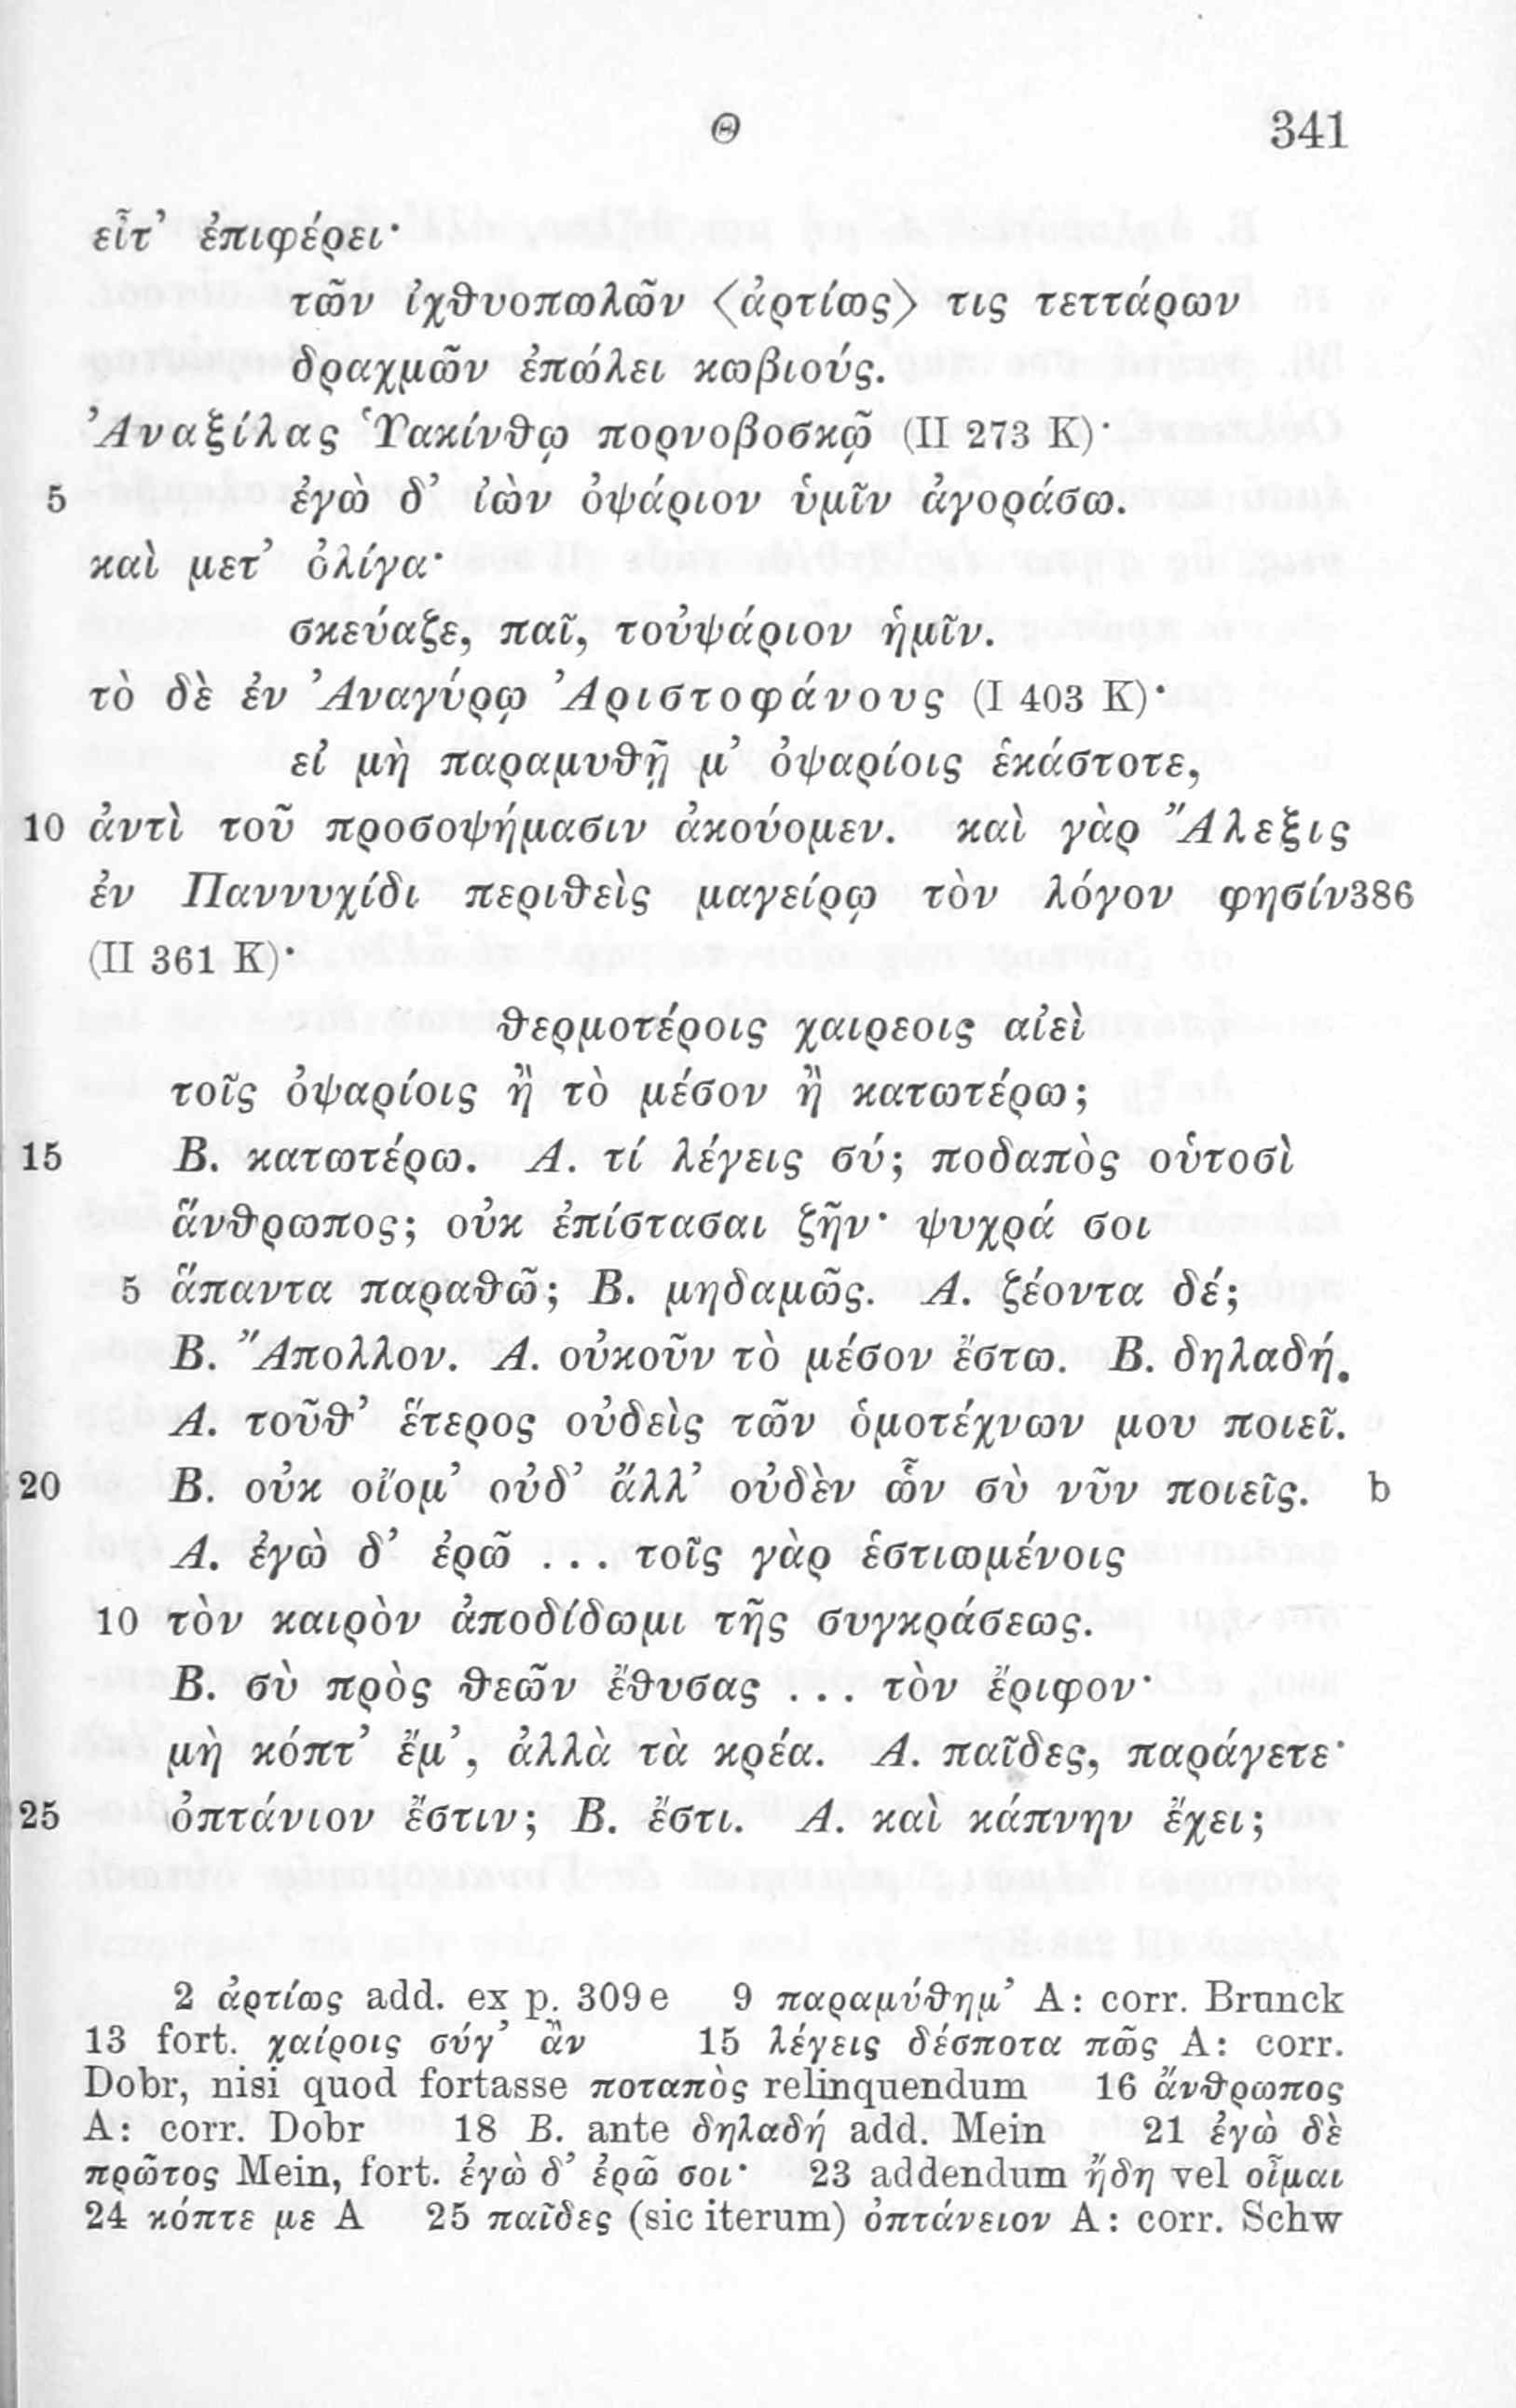 Θ 341
εἶτ’ ἐπιφέρει·
τῶν ἰχθυοπωλῶν <ἀρτίως> τις τεττάρων
δραχμῶν ἐπώλει κωβιούς.
Ἀναξίλας Ὑακίνθῳ πορνοβοσκῷ (II 273 K)·
5 ἐγὼ δ’ ἰὼν ὀψάριον ὑμῖν ἀγοράσω.
καὶ μετ’ ὀλίγα·
σκεύαζε, παῖ, τοὐψάριον ἡμῖν.
τὸ δὲ ἐν Ἀναγύρῳ Ἀριστοφάνους (I 403 K)·
εἰ μὴ παραμυθῇ μ’ ὀψαρίοις ἑκάστοτε,
10 ἀντὶ τοῦ προσοψήμασιν ἀκούομεν. καὶ γὰρ Ἄλεξις
ἐν Παννυχίδι περιθεὶς μαγείρῳ τὸν λόγον φησίν 386
(II 361 K)·
θερμοτέροις χαιρεοις αἰεὶ
τοῖς ὀψαρίοις ἢ τὸ μέσον ἢ κατωτέρω;
15 B. κατωτέρω. A. τί λέγεις σύ; ποδαπὸς οὑτοσὶ
ἅνθρωπος; οὐκ ἐπίστασαι ζῆν· ψυχρά σοι
5 ἅπαντα παραθῶ; B. μηδαμῶς. A. ζέοντα δέ;
B. Ἄπολλον. A. οὐκοῦν τὸ μέσον ἔστω. B. δηλαδή.
A. τοῦθ’ ἕτερος οὐδεὶς τῶν ὁμοτέχνων μου ποιεῖ.
20 B. οὐκ οἴομ’ οὐδ’ ἄλλ’ οὐδὲν ὧν σὺ νῦν ποιεῖς. b
A. ἐγὼ δ’ ἐρῶ ... τοῖς γὰρ ἑστιωμένοις
10 τὸν καιρὸν ἀποδίδωμι τῆς συγκράσεως.
B. σὺ πρὸς θεῶν ἔθυσας ... τὸν ἔριφον·
μὴ κόπτ’ ἔμ’, ἀλλὰ τὰ κρέα. A. παῖδες, παράγετε·
25 ὀπτάνιον ἔστιν; B. ἔστι. A. καὶ κάπνην ἔχει;
2 ἀρτίως add. ex p. 309 e 9 παραμύθημ’ A: corr. Brunck
13 fort. χαίροις σύγ’ ἂν 15 λέγεις δέσποτα πῶς A: corr.
Dobr, nisi quod fortasse ποταπὸς relinquendum 16 ἄνθρωπος
A: corr. Dobr 18 B. ante δηλαδή add. Mein 21 ἐγὼ δὲ
πρῶτος Mein, fort. ἐγὼ δ’ ἐρῶ σοι· 23 addendum ἤδη vel οἶμαι
24 κόπτε με A 25 παῖδες (sic iterum) ὀπτάνειον A: corr. Schw